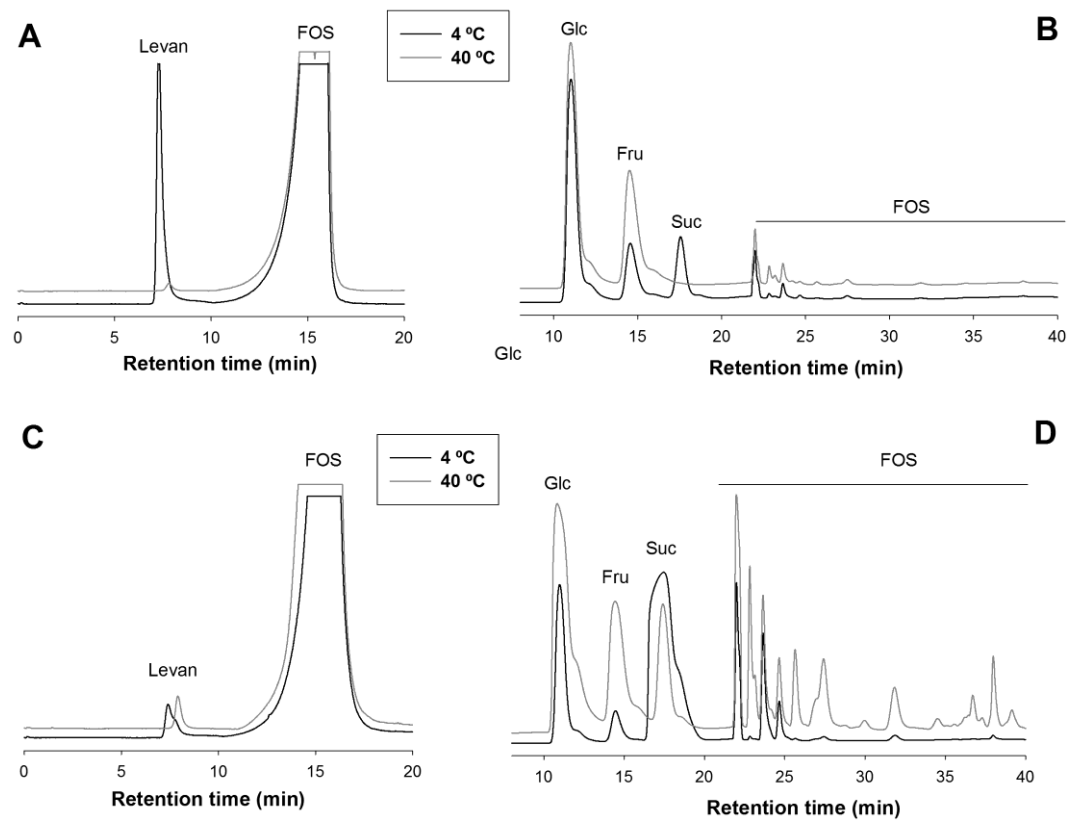 A
Levan
FOS
4 ºC
40 ºC
0
5
10
15
20
Retention time (min)
B
Glc
Fru
Suc
FOS
10
15
20
25
30
35
40
Glc
Retention time (min)
C
Levan
FOS
4 ºC
40 ºC
0
5
10
15
20
Retention time (min)
D
Glc
Fru
Suc
FOS
10
15
20
25
30
35
40
Retention time (min)